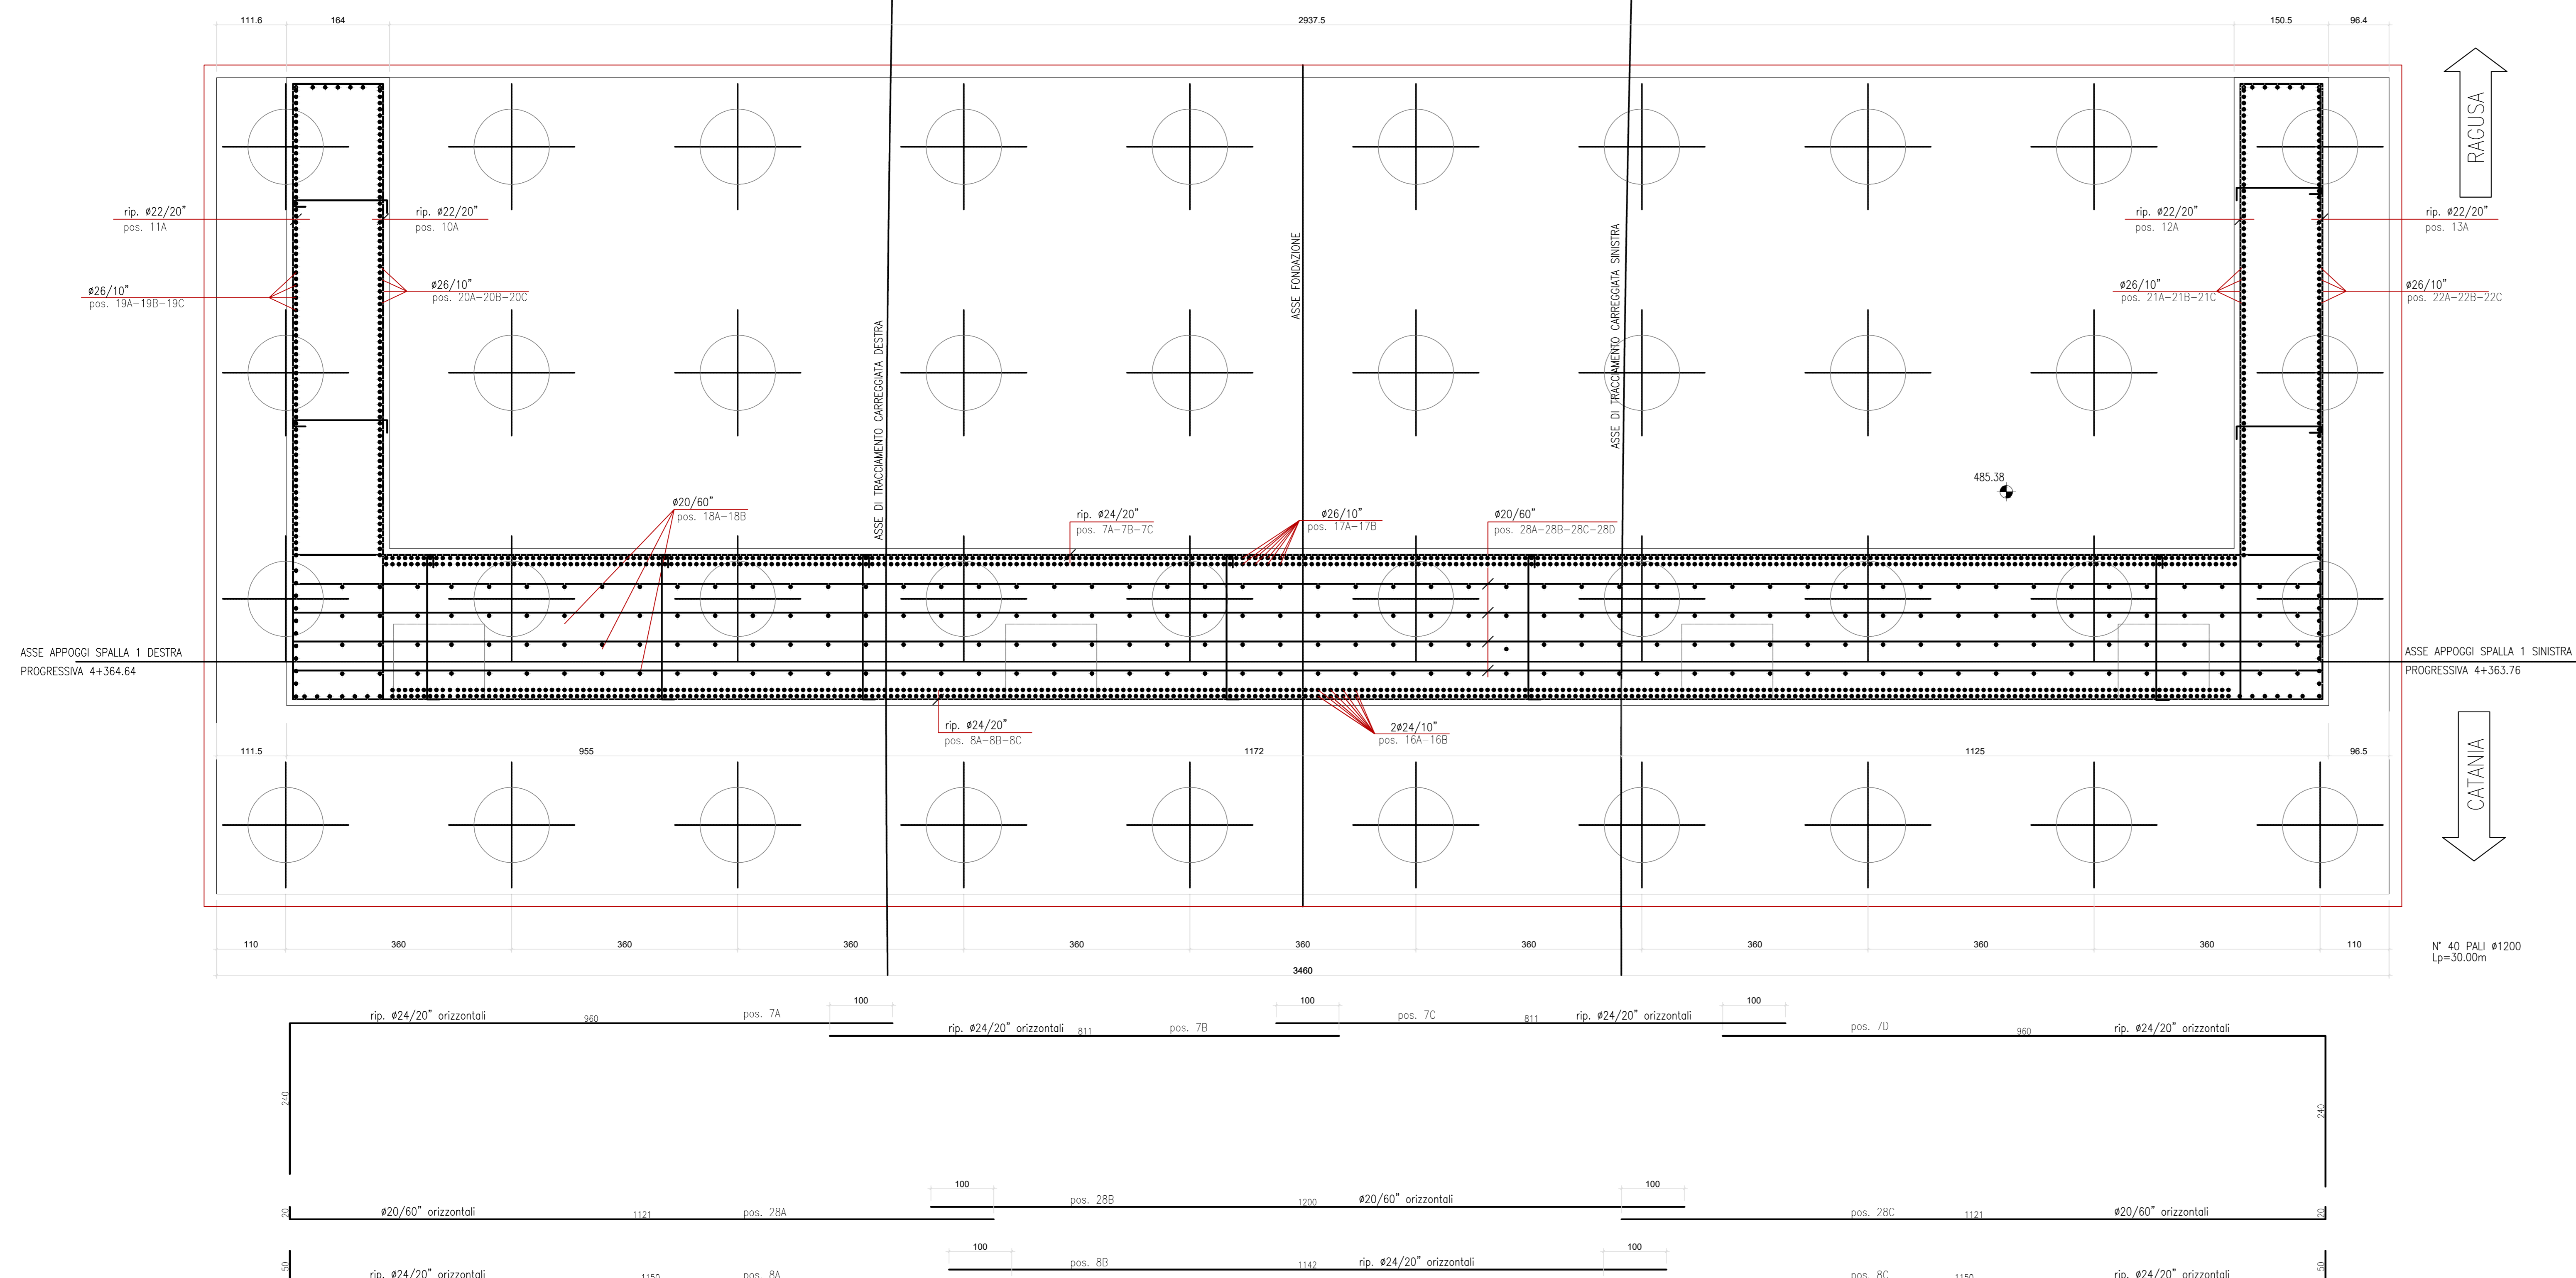 111.6 164 2937.5 150.5 96.4
RAGUSA
rip. ø22/20"
pos. 11A
rip. ø22/20"
pos. 10A
rip. ø22/20"
pos. 12A
rip. ø22/20"
pos. 13A
ø26/10"
pos. 19A-19B-19C
ø26/10"
pos. 20A-20B-20C
ø26/10"
pos. 21A-21B-21C
ø26/10"
pos. 22A-22B-22C
ASSE DI TRACCIAMENTO CARREGGIATA DESTRA
ASSE FONDAZIONE
ASSE DI TRACCIAMENTO CARREGGIATA SINISTRA
485.38
ø20/60"
pos. 18A-18B
rip. ø24/20"
pos. 7A-7B-7C
ø26/10"
pos. 17A-17B
ø20/60"
pos. 28A-28B-28C-28D
ASSE APPOGGI SPALLA 1 DESTRA
PROGRESSIVA 4+364.64
ASSE APPOGGI SPALLA 1 SINISTRA
PROGRESSIVA 4+363.76
rip. ø24/20"
pos. 8A-8B-8C
2ø24/10"
pos. 16A-16B
111.5 955 1172 1125 96.5
CATANIA
110 360 360 360 360 360 360 360 360 360 110
N° 40 PALI ø1200
Lp=30.00m
3460
100 100 100
rip. ø24/20" orizzontali 960 pos. 7A
rip. ø24/20" orizzontali 811 pos. 7B
pos. 7C 811 rip. ø24/20" orizzontali
pos. 7D 960 rip. ø24/20" orizzontali
240
240
100 100
pos. 28B 1200 ø20/60" orizzontali
20 ø20/60" orizzontali 1121 pos. 28A
pos. 28C 1121 ø20/60" orizzontali 20
100 100
pos. 8B 1142 rip. ø24/20" orizzontali
50 rip. ø24/20" orizzontali 1150 pos. 8A
pos. 8C 1150 rip. ø24/20" orizzontali 50